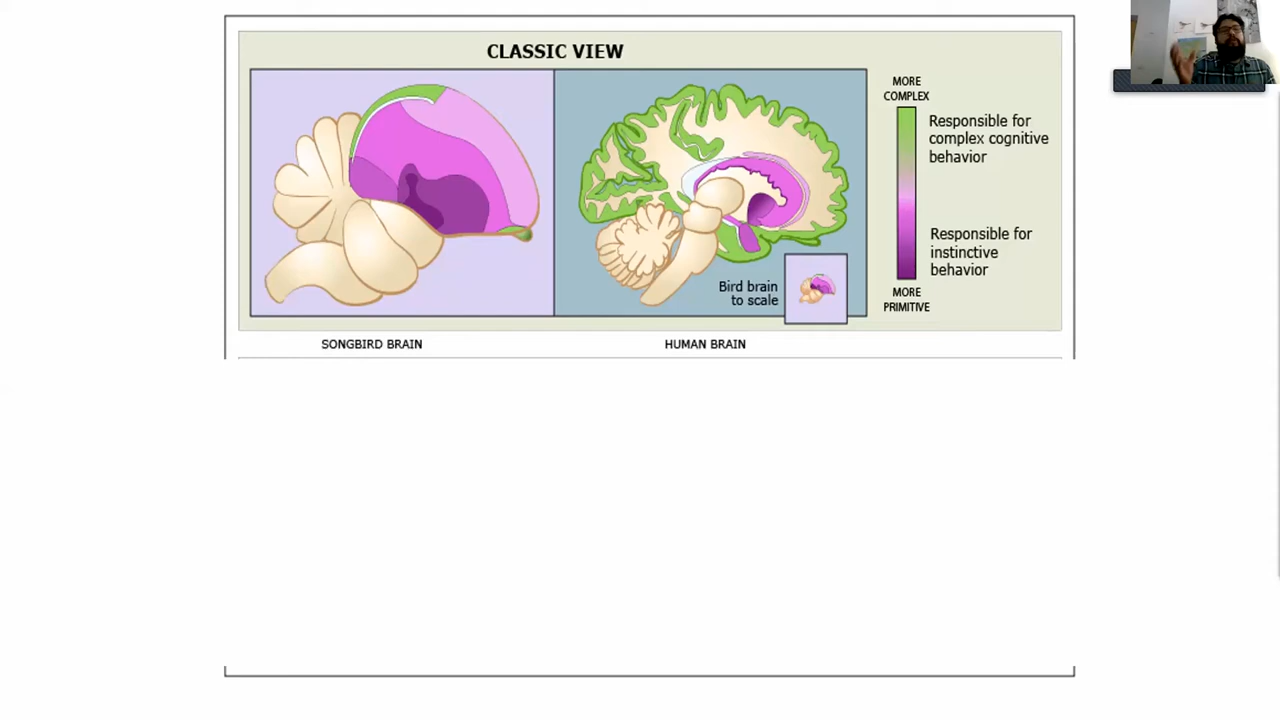 CLASSIC VIEW
MORE
COMPLEX
Responsible for
complex cognitive
behavior
Responsible for
instinctive
behavior
MORE
PRIMITIVE
Bird brain
to scale
SONGBIRD BRAIN
HUMAN BRAIN